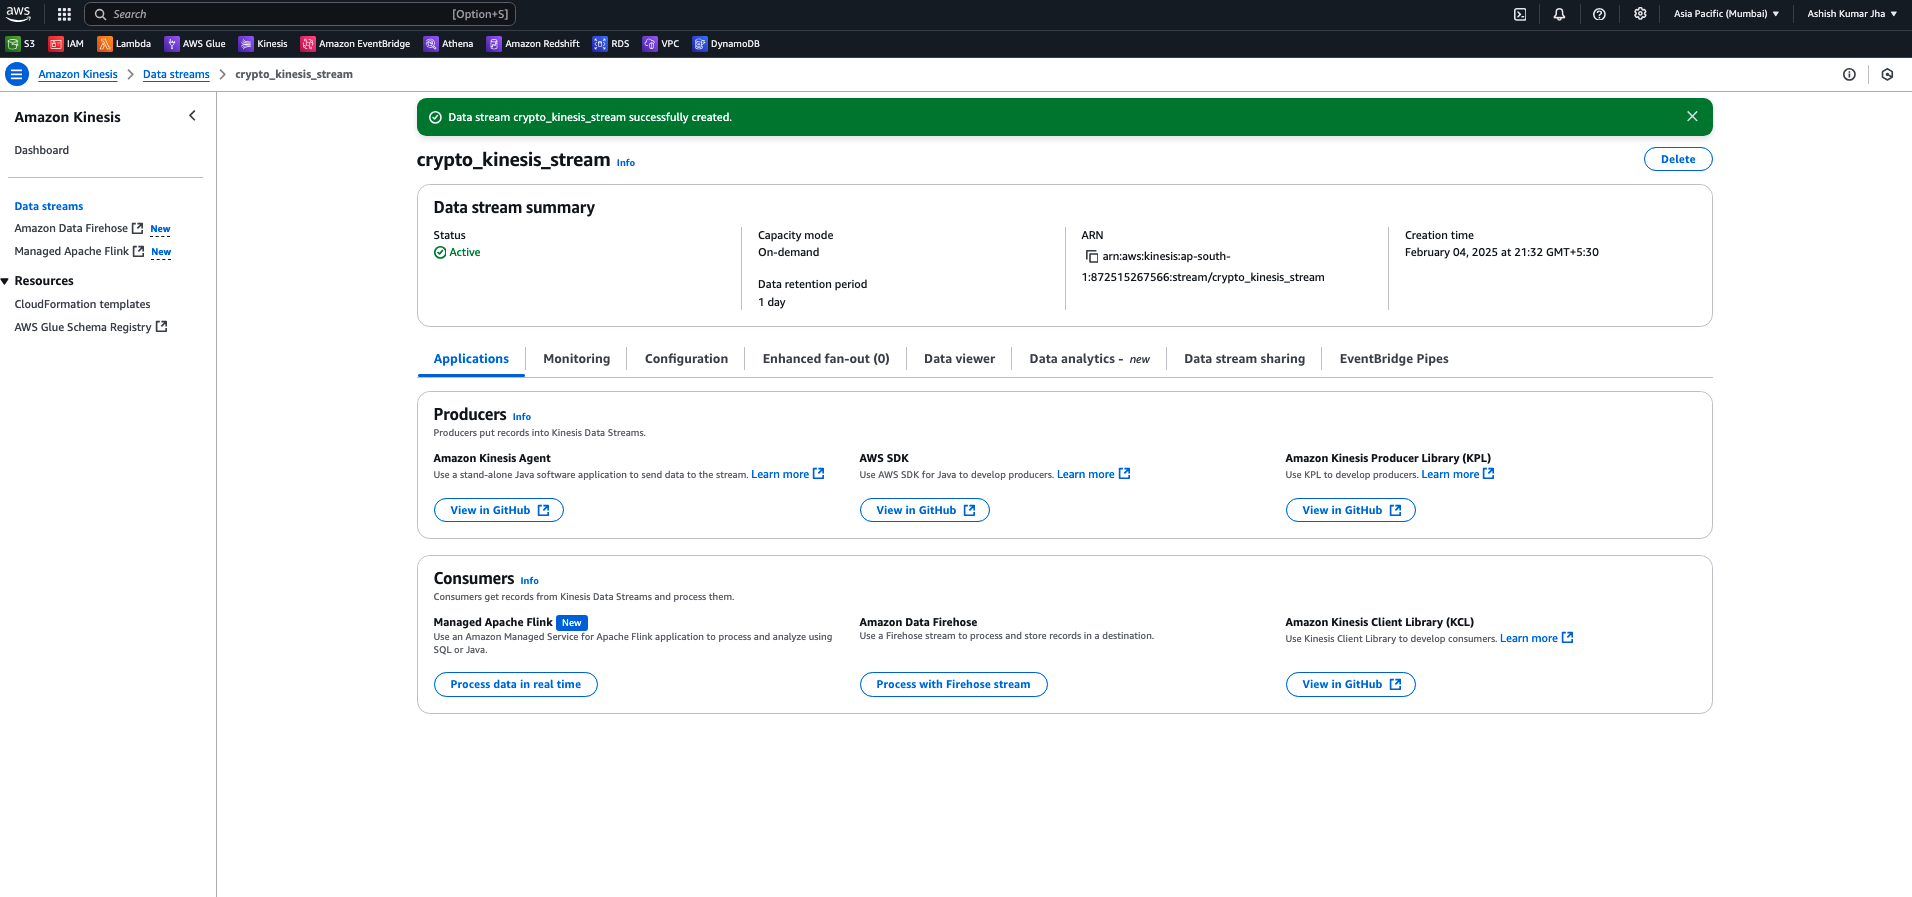 aws Search [Option+S] Asia Pacific (Mumbai) Ashish Kumar Jha
S3 IAM Lambda AWS Glue Kinesis Amazon EventBridge Athena Amazon Redshift RDS VPC DynamoDB
Amazon Kinesis Data streams crypto_kinesis_stream
Amazon Kinesis
Dashboard
Data streams
Amazon Data Firehose New
Managed Apache Flink New
Resources
CloudFormation templates
AWS Glue Schema Registry
Data stream crypto_kinesis_stream successfully created.
crypto_kinesis_stream Info Delete
Data stream summary
Status
Active
Capacity mode
On-demand
Data retention period
1 day
ARN
arn:aws:kinesis:ap-south-
1:872515267566:stream/crypto_kinesis_stream
Creation time
February 04, 2025 at 21:32 GMT+5:30
Applications Monitoring Configuration Enhanced fan-out (0) Data viewer Data analytics - new Data stream sharing EventBridge Pipes
Producers Info
Producers put records into Kinesis Data Streams.
Amazon Kinesis Agent
Use a stand-alone Java software application to send data to the stream. Learn more
View in GitHub
AWS SDK
Use AWS SDK for Java to develop producers. Learn more
View in GitHub
Amazon Kinesis Producer Library (KPL)
Use KPL to develop producers. Learn more
View in GitHub
Consumers Info
Consumers get records from Kinesis Data Streams and process them.
Managed Apache Flink New
Use an Amazon Managed Service for Apache Flink application to process and analyze using
SQL or Java.
Process data in real time
Amazon Data Firehose
Use a Firehose stream to process and store records in a destination.
Process with Firehose stream
Amazon Kinesis Client Library (KCL)
Use Kinesis Client Library to develop consumers. Learn more
View in GitHub